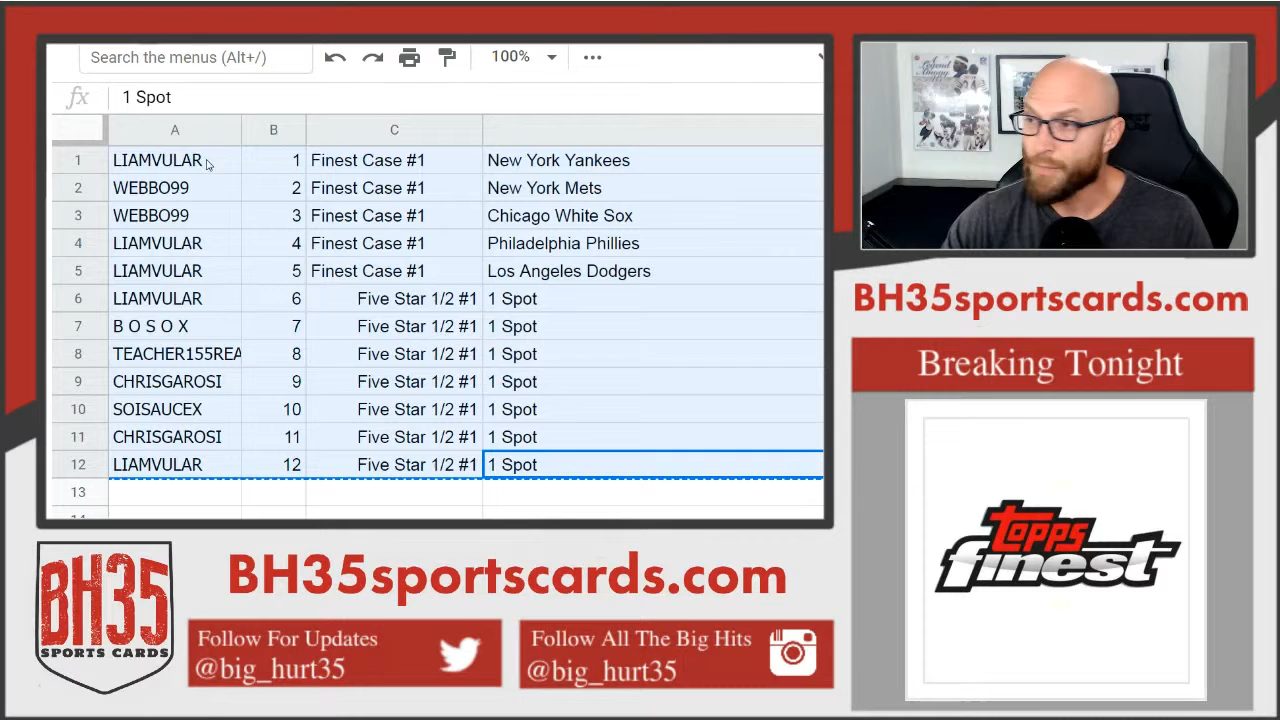 Search the menus (Alt+/)
100%
fx 1 Spot
A B C
1 LIAMVULAR 1 Finest Case #1 New York Yankees
2 WEBBO99 2 Finest Case #1 New York Mets
3 WEBBO99 3 Finest Case #1 Chicago White Sox
4 LIAMVULAR 4 Finest Case #1 Philadelphia Phillies
5 LIAMVULAR 5 Finest Case #1 Los Angeles Dodgers
6 LIAMVULAR 6 Five Star 1/2 #1 1 Spot
7 B O S O X 7 Five Star 1/2 #1 1 Spot
8 TEACHER155REA 8 Five Star 1/2 #1 1 Spot
9 CHRISGAROSI 9 Five Star 1/2 #1 1 Spot
10 SOISAUCEX 10 Five Star 1/2 #1 1 Spot
11 CHRISGAROSI 11 Five Star 1/2 #1 1 Spot
12 LIAMVULAR 12 Five Star 1/2 #1 1 Spot
13
BH35sportscards.com
Breaking Tonight
topps
finest
BH35
SPORTS CARDS
BH35sportscards.com
Follow For Updates
@big_hurt35
Follow All The Big Hits
@big_hurt35